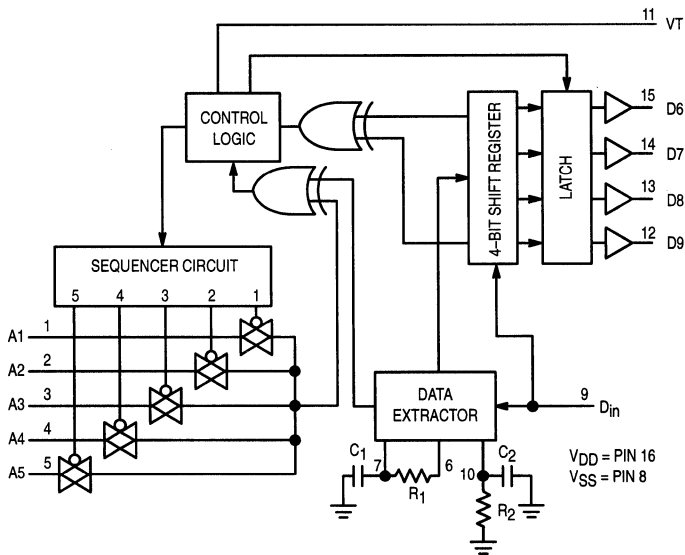 11
VT
CONTROL
LOGIC
4–BIT SHIFT REGISTER
LATCH
15
D6
14
D7
13
D8
12
D9
SEQUENCER CIRCUIT
5 4 3 2 1
A1 1
A2 2
A3 3
A4 4
A5 5
DATA
EXTRACTOR
9
Din
C1
7
R1
6
10
C2
R2
VDD = PIN 16
VSS = PIN 8